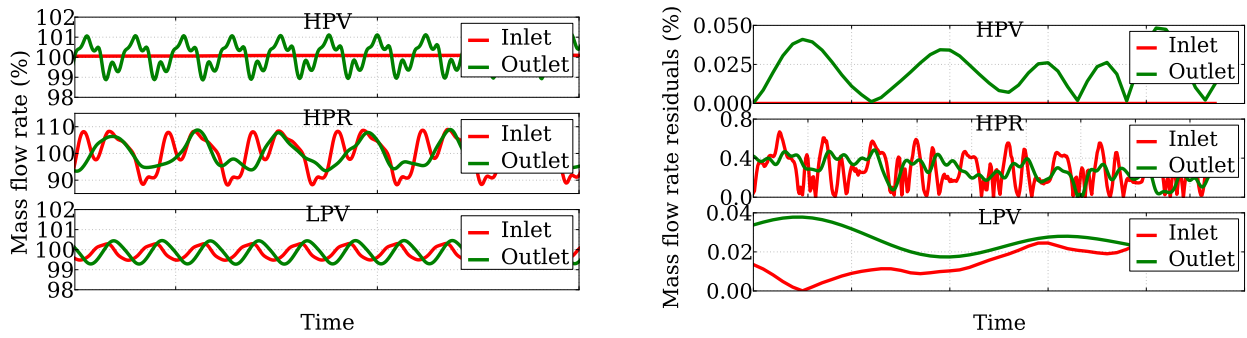 Mass flow rate (%)
HPV
102
101
100
99
98
Inlet
Outlet
HPR
110
100
90
Inlet
Outlet
LPV
102
101
100
99
98
Inlet
Outlet
Time
Mass flow rate residuals (%)
HPV
0.050
0.025
0.000
Inlet
Outlet
HPR
0.8
0.4
0.0
Inlet
Outlet
LPV
0.04
0.02
0.00
Inlet
Outlet
Time